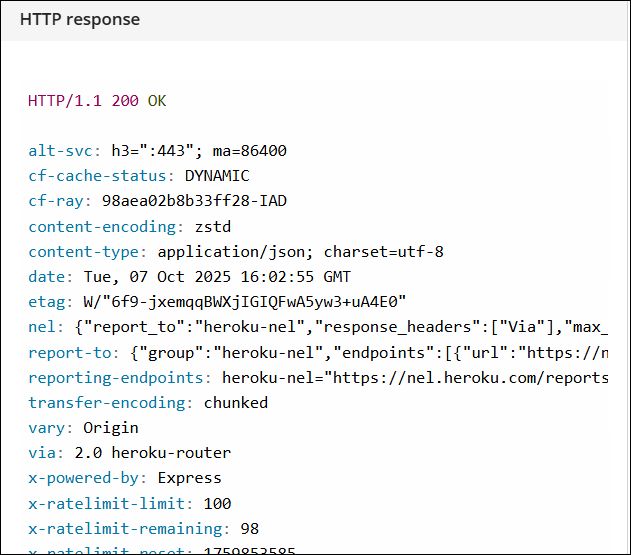 HTTP response
HTTP/1.1 200 OK
alt-svc: h3=":443"; ma=86400
cf-cache-status: DYNAMIC
cf-ray: 98aea02b8b33ff28-IAD
content-encoding: zstd
content-type: application/json; charset=utf-8
date: Tue, 07 Oct 2025 16:02:55 GMT
etag: W/"6f9-jxemqqBWXjIGIQFwA5yw3+uA4E0"
nel: {"report_to":"heroku-nel","response_headers":["Via"],"max_
report-to: {"group":"heroku-nel","endpoints":[{"url":"https://n
reporting-endpoints: heroku-nel="https://nel.heroku.com/reports
transfer-encoding: chunked
vary: Origin
via: 2.0 heroku-router
x-powered-by: Express
x-ratelimit-limit: 100
x-ratelimit-remaining: 98
x-ratelimit-reset: 1759853585